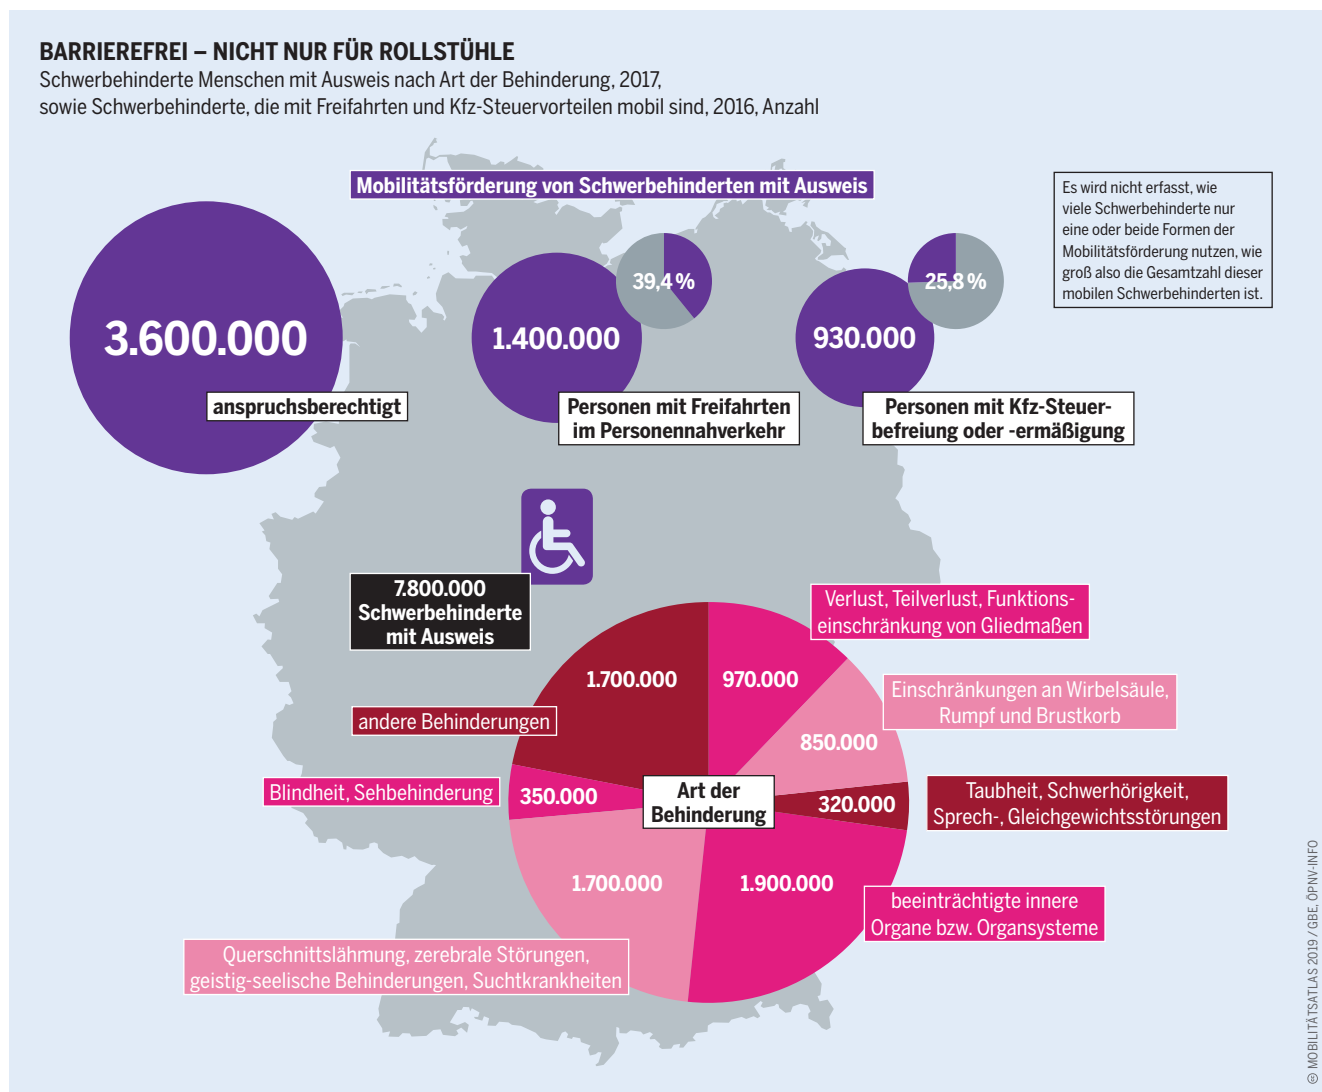 BARRIEREFREI – NICHT NUR FÜR ROLLSTÜHLE
Schwerbehinderte Menschen mit Ausweis nach Art der Behinderung, 2017,
sowie Schwerbehinderte, die mit Freifahrten und Kfz-Steuervorteilen mobil sind, 2016, Anzahl
Mobilitätsförderung von Schwerbehinderten mit Ausweis
Es wird nicht erfasst, wie
viele Schwerbehinderte nur
eine oder beide Formen der
Mobilitätsförderung nutzen, wie
groß also die Gesamtzahl dieser
mobilen Schwerbehinderten ist.
3.600.000
anspruchsberechtigt
39,4 %
1.400.000
Personen mit Freifahrten
im Personennahverkehr
25,8 %
930.000
Personen mit Kfz-Steuer-
befreiung oder -ermäßigung
7.800.000
Schwerbehinderte
mit Ausweis
Art der
Behinderung
970.000
Verlust, Teilverlust, Funktions-
einschränkung von Gliedmaßen
850.000
Einschränkungen an Wirbelsäule,
Rumpf und Brustkorb
320.000
Taubheit, Schwerhörigkeit,
Sprech-, Gleichgewichtsstörungen
1.900.000
beeinträchtigte innere
Organe bzw. Organsysteme
1.700.000
Querschnittslähmung, zerebrale Störungen,
geistig-seelische Behinderungen, Suchtkrankheiten
350.000
Blindheit, Sehbehinderung
1.700.000
andere Behinderungen
🅭 MOBILITÄTSATLAS 2019 / GBE, ÖPNV-INFO